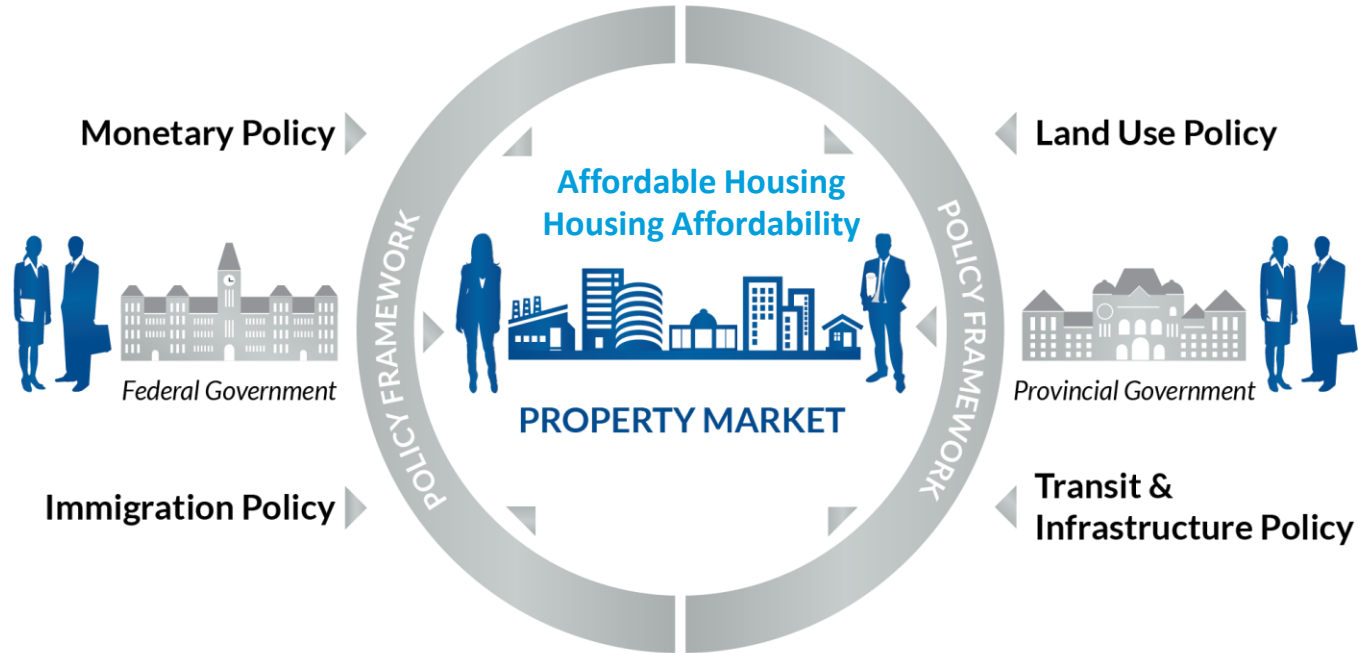 Monetary Policy
Land Use Policy
Affordable Housing
Housing Affordability
POLICY FRAMEWORK
POLICY FRAMEWORK
Federal Government
Provincial Government
PROPERTY MARKET
Immigration Policy
Transit &
Infrastructure Policy